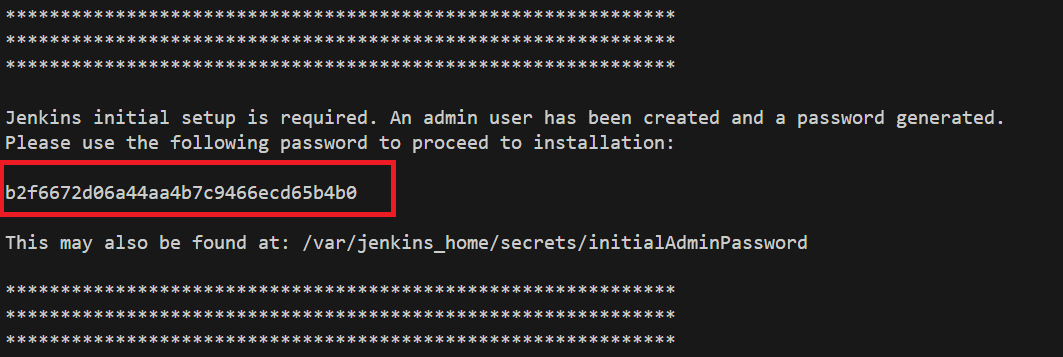 *************************************************************
*************************************************************
*************************************************************
Jenkins initial setup is required. An admin user has been created and a password generated.
Please use the following password to proceed to installation:
b2f6672d06a44aa4b7c9466ecd65b4b0
This may also be found at: /var/jenkins_home/secrets/initialAdminPassword
*************************************************************
*************************************************************
*************************************************************